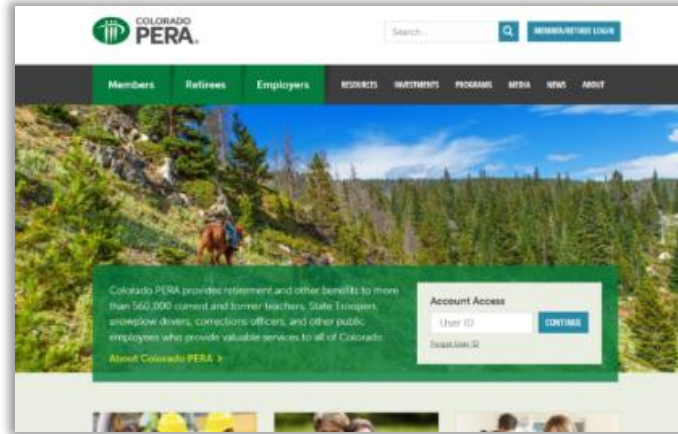 COLORADO
PERA®
Search...
MEMBER/RETIREE LOGIN
Members Retirees Employers RESOURCES INVESTMENTS PROGRAMS MEDIA NEWS ABOUT
Colorado PERA provides retirement and other benefits to more
than 560,000 current and former teachers, State Troopers,
snowplow drivers, corrections officers, and other public
employees who provide valuable services to all of Colorado
About Colorado PERA >
Account Access
User ID
CONTINUE
Forgot User ID